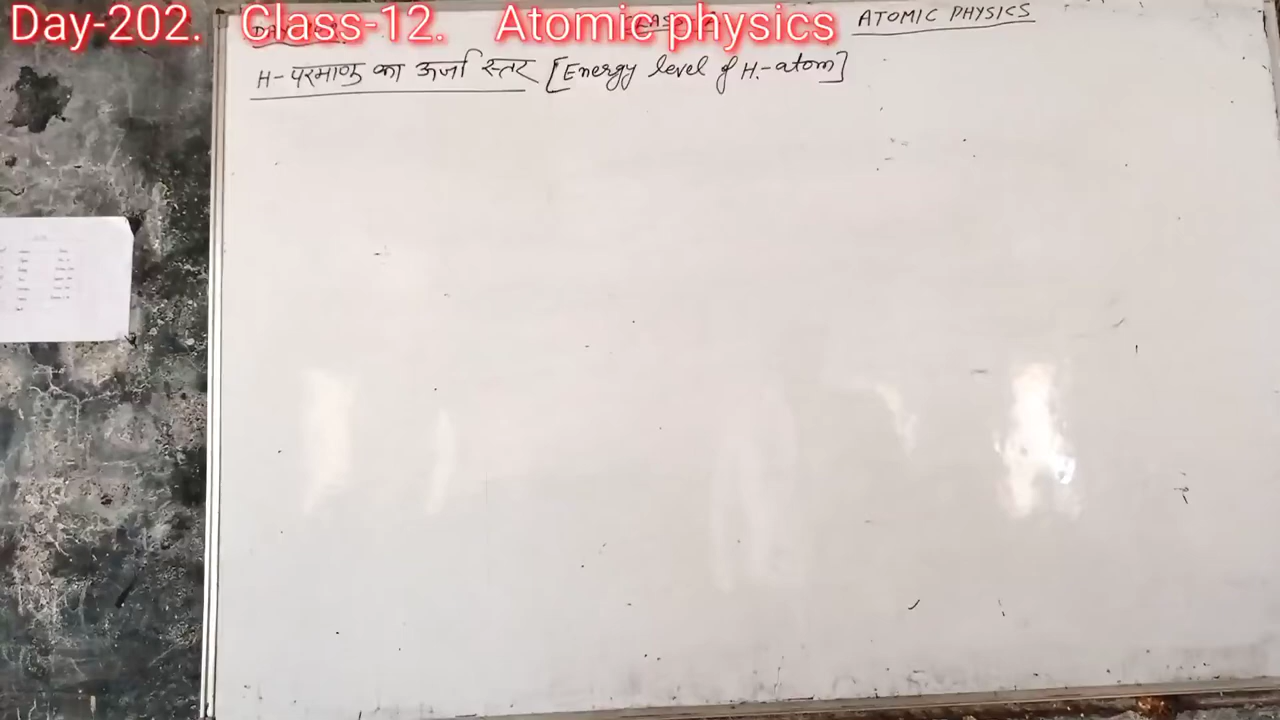 Day-202. Class-12. Atomic physics
ATOMIC PHYSICS
H-परमाणु का ऊर्जा स्तर [Energy level of H.-atom]